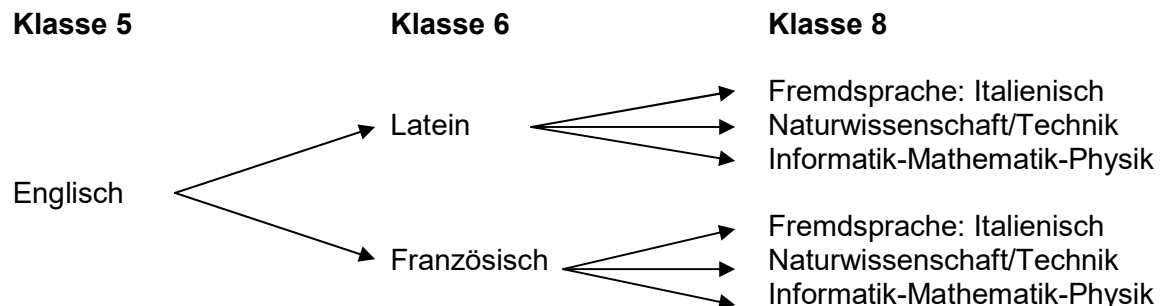 Klasse 5 Klasse 6 Klasse 8
Fremdsprache: Italienisch
Latein Naturwissenschaft/Technik
Informatik-Mathematik-Physik
Englisch
Fremdsprache: Italienisch
Französisch Naturwissenschaft/Technik
Informatik-Mathematik-Physik